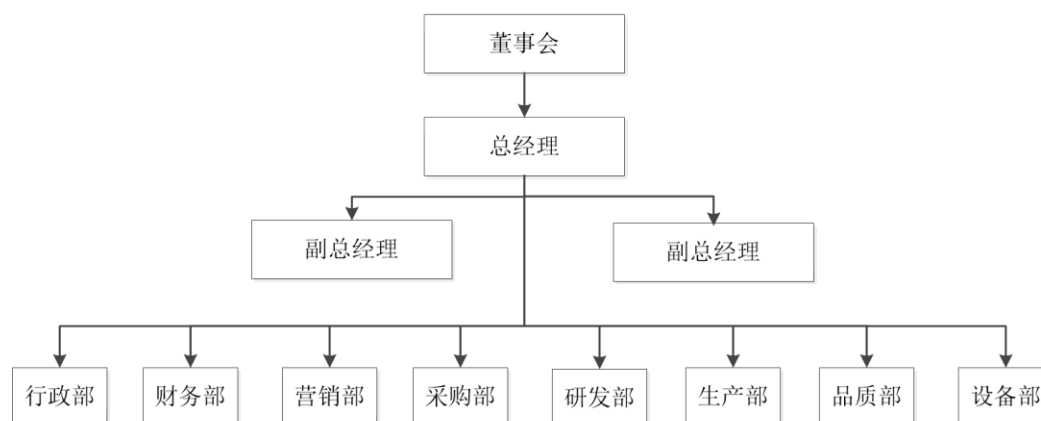 董事会
总经理
副总经理
副总经理
行政部
财务部
营销部
采购部
研发部
生产部
品质部
设备部